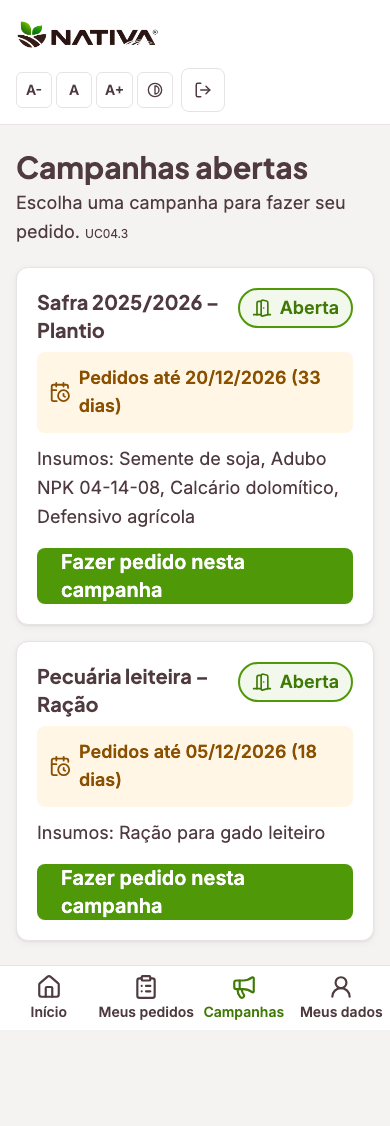 NATIVA®
A- A A+
Campanhas abertas
Escolha uma campanha para fazer seu
pedido. UC04.3
Safra 2025/2026 –
Plantio
Aberta
Pedidos até 20/12/2026 (33
dias)
Insumos: Semente de soja, Adubo
NPK 04-14-08, Calcário dolomítico,
Defensivo agrícola
Fazer pedido nesta
campanha
Pecuária leiteira –
Ração
Aberta
Pedidos até 05/12/2026 (18
dias)
Insumos: Ração para gado leiteiro
Fazer pedido nesta
campanha
Início Meus pedidos Campanhas Meus dados